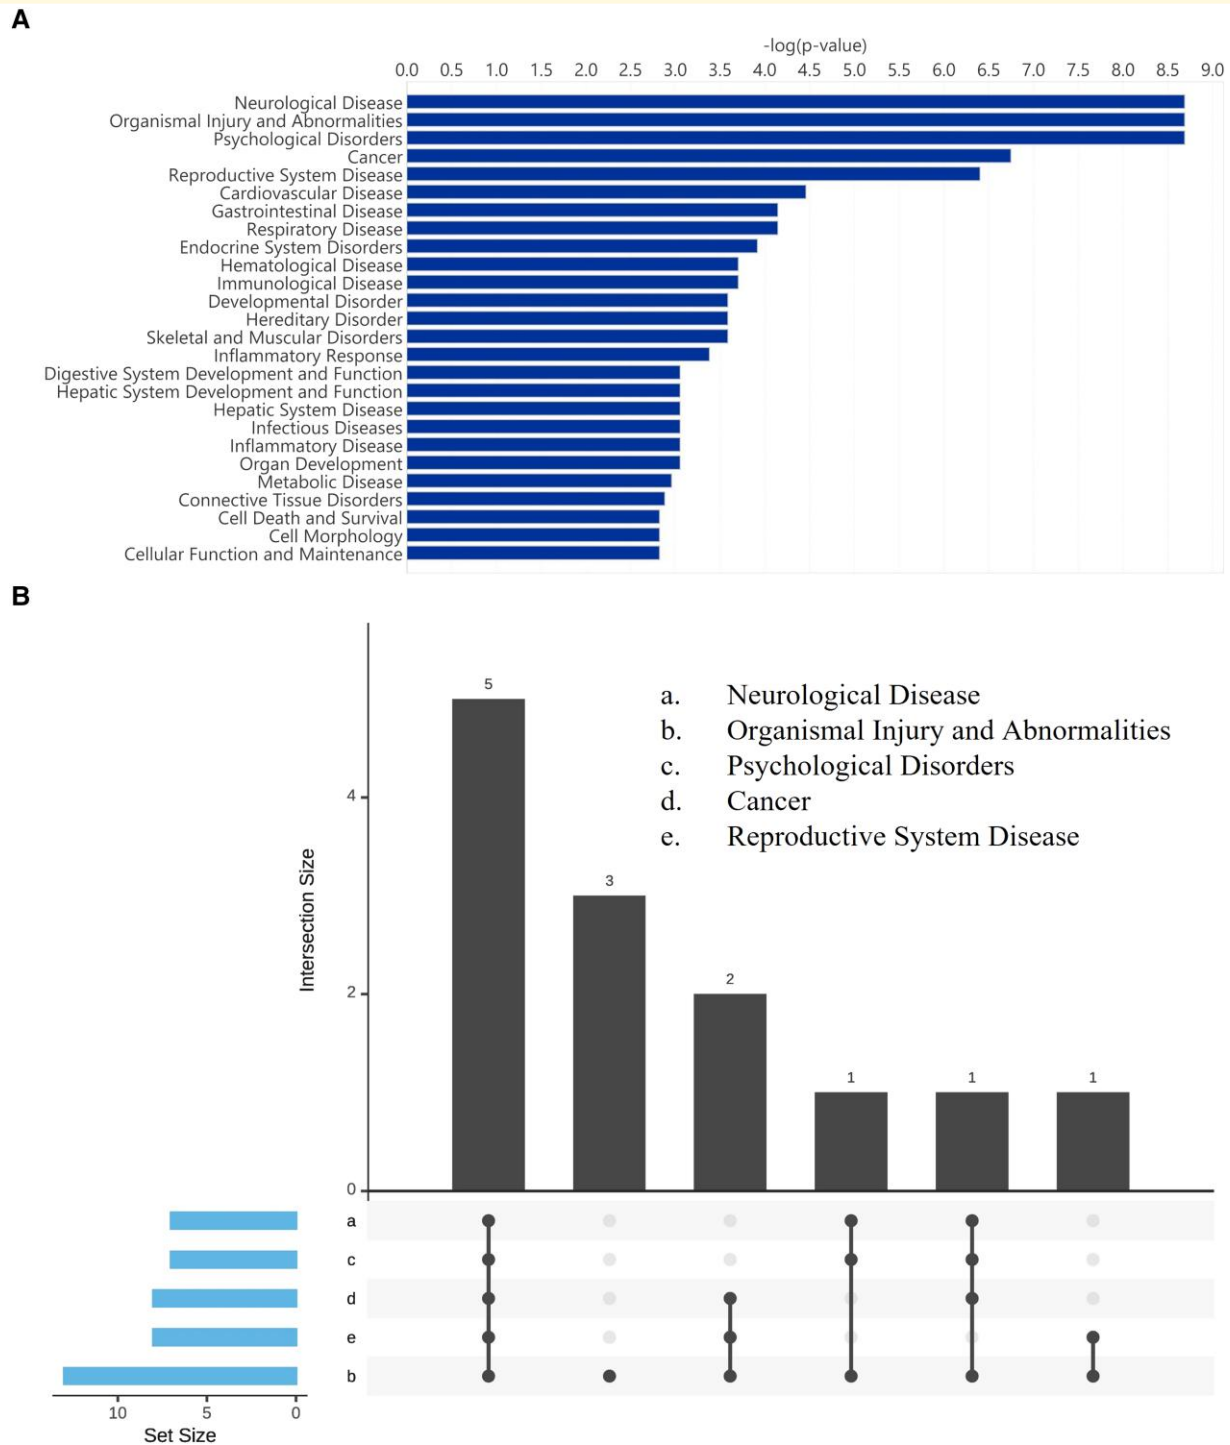 A
-log(p-value)
0.0 0.5 1.0 1.5 2.0 2.5 3.0 3.5 4.0 4.5 5.0 5.5 6.0 6.5 7.0 7.5 8.0 8.5 9.0
Neurological Disease
Organismal Injury and Abnormalities
Psychological Disorders
Cancer
Reproductive System Disease
Cardiovascular Disease
Gastrointestinal Disease
Respiratory Disease
Endocrine System Disorders
Hematological Disease
Immunological Disease
Developmental Disorder
Hereditary Disorder
Skeletal and Muscular Disorders
Inflammatory Response
Digestive System Development and Function
Hepatic System Development and Function
Hepatic System Disease
Infectious Diseases
Inflammatory Disease
Organ Development
Metabolic Disease
Connective Tissue Disorders
Cell Death and Survival
Cell Morphology
Cellular Function and Maintenance
B
a. Neurological Disease
b. Organismal Injury and Abnormalities
c. Psychological Disorders
d. Cancer
e. Reproductive System Disease
Intersection Size
4
2
0
5
3
2
1
1
1
a
c
d
e
b
10 5 0
Set Size